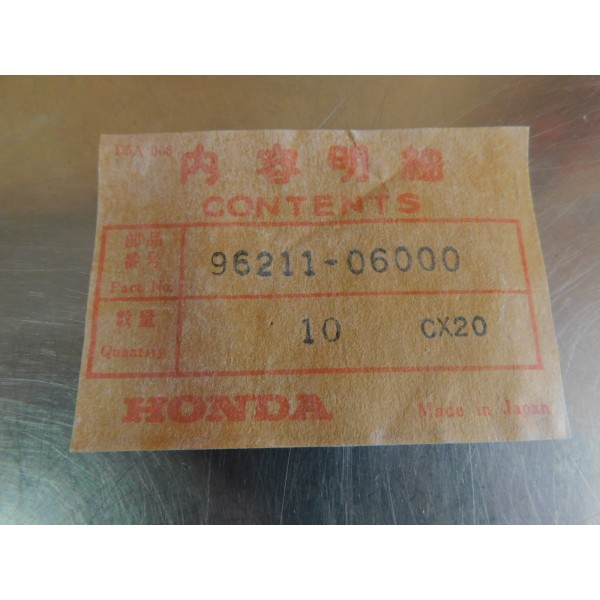 内容明細
CONTENTS
部品
番号
Part No.
96211-06000
数量
Quantity
10 CX20
HONDA
Made in Japan